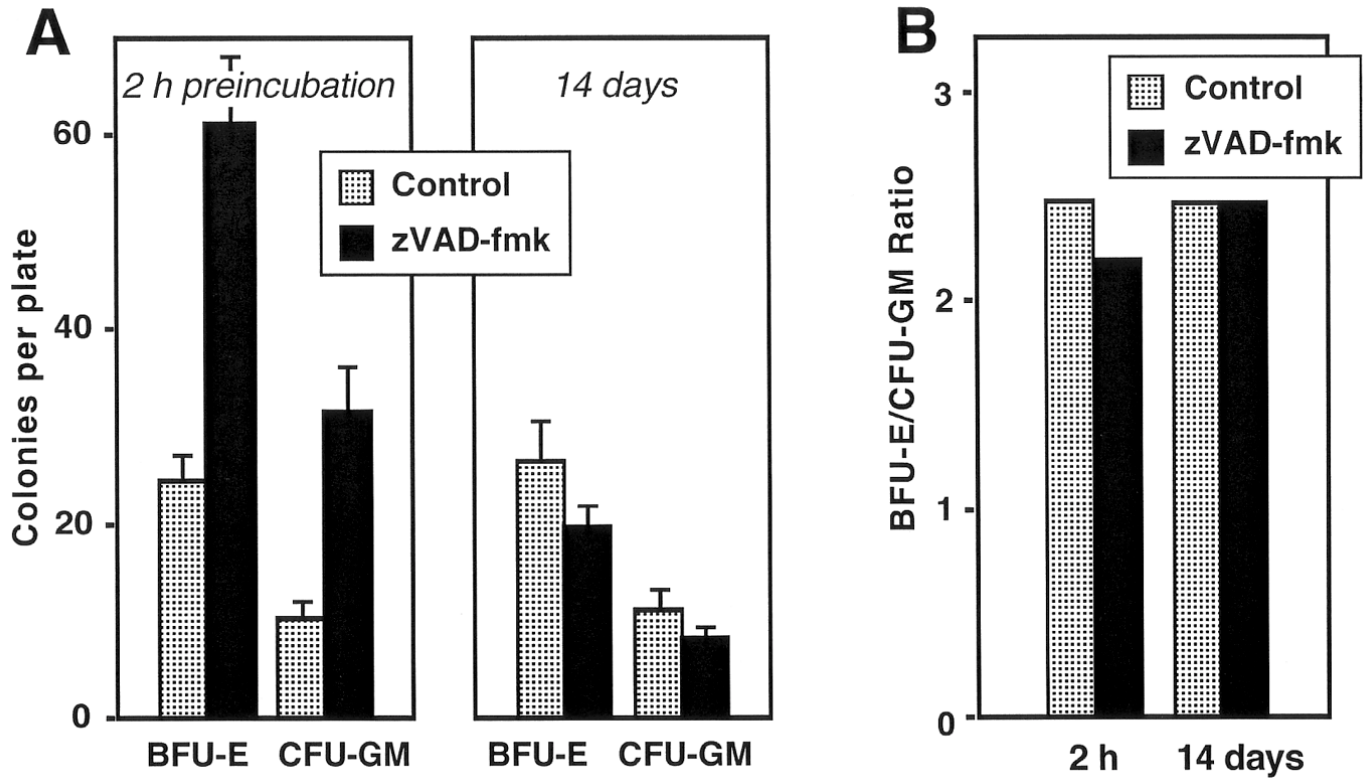 A
2 h preincubation
14 days
Control
zVAD-fmk
Colonies per plate
60
40
20
0
BFU-E
CFU-GM
BFU-E
CFU-GM
B
Control
zVAD-fmk
BFU-E/CFU-GM Ratio
3
2
1
0
2 h
14 days